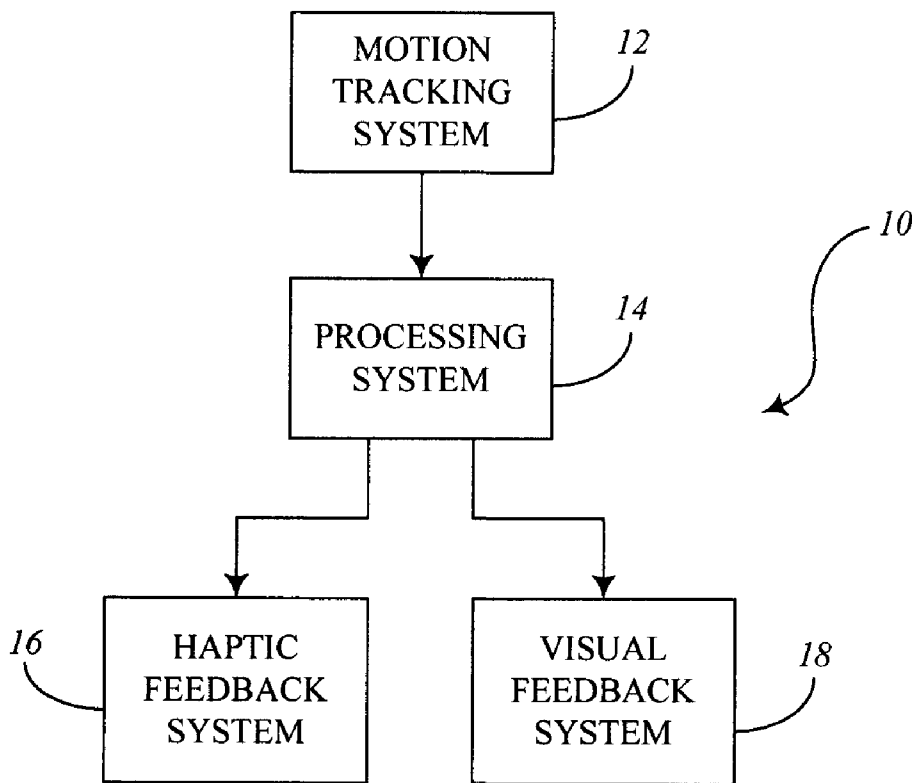 MOTION
TRACKING
SYSTEM
12
10
PROCESSING
SYSTEM
14
16
HAPTIC
FEEDBACK
SYSTEM
VISUAL
FEEDBACK
SYSTEM
18